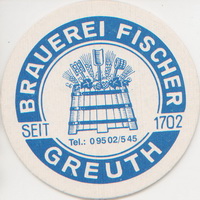 BRAUEREI FISCHER
SEIT 1702
Tel.: 09502/545
GREUTH